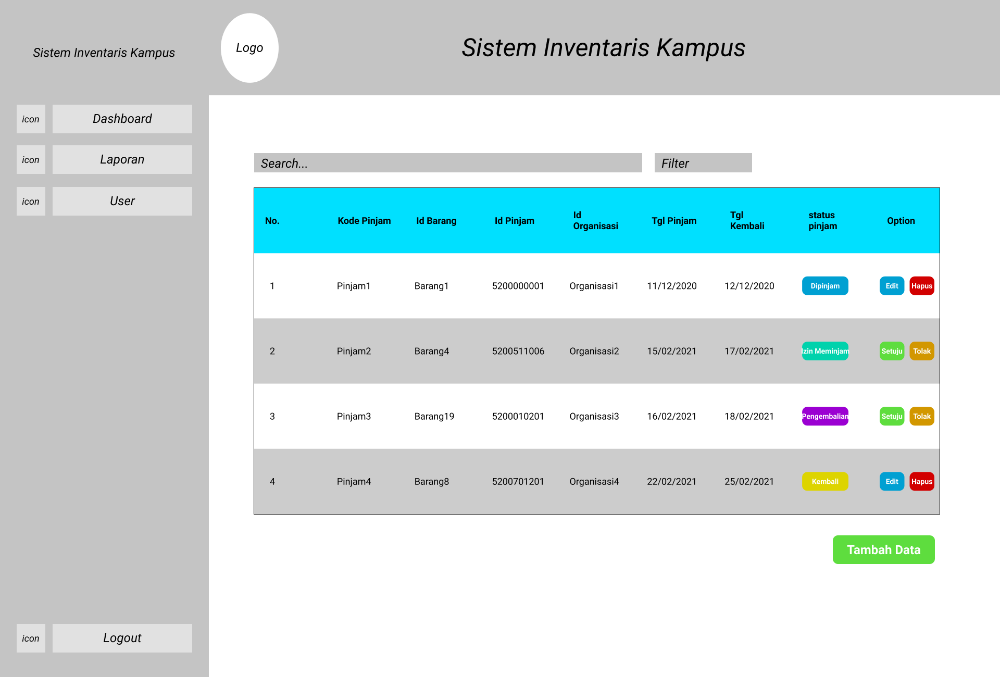 Sistem Inventaris Kampus
Logo
Sistem Inventaris Kampus
icon Dashboard
icon Laporan
icon User
Search...
Filter
No. Kode Pinjam Id Barang Id Pinjam Id Organisasi Tgl Pinjam Tgl Kembali status pinjam Option
1 Pinjam1 Barang1 5200000001 Organisasi1 11/12/2020 12/12/2020 Dipinjam Edit Hapus
2 Pinjam2 Barang4 5200511006 Organisasi2 15/02/2021 17/02/2021 Izin Meminjam Setuju Tolak
3 Pinjam3 Barang19 5200010201 Organisasi3 16/02/2021 18/02/2021 Pengembalian Setuju Tolak
4 Pinjam4 Barang8 5200701201 Organisasi4 22/02/2021 25/02/2021 Kembali Edit Hapus
Tambah Data
icon Logout